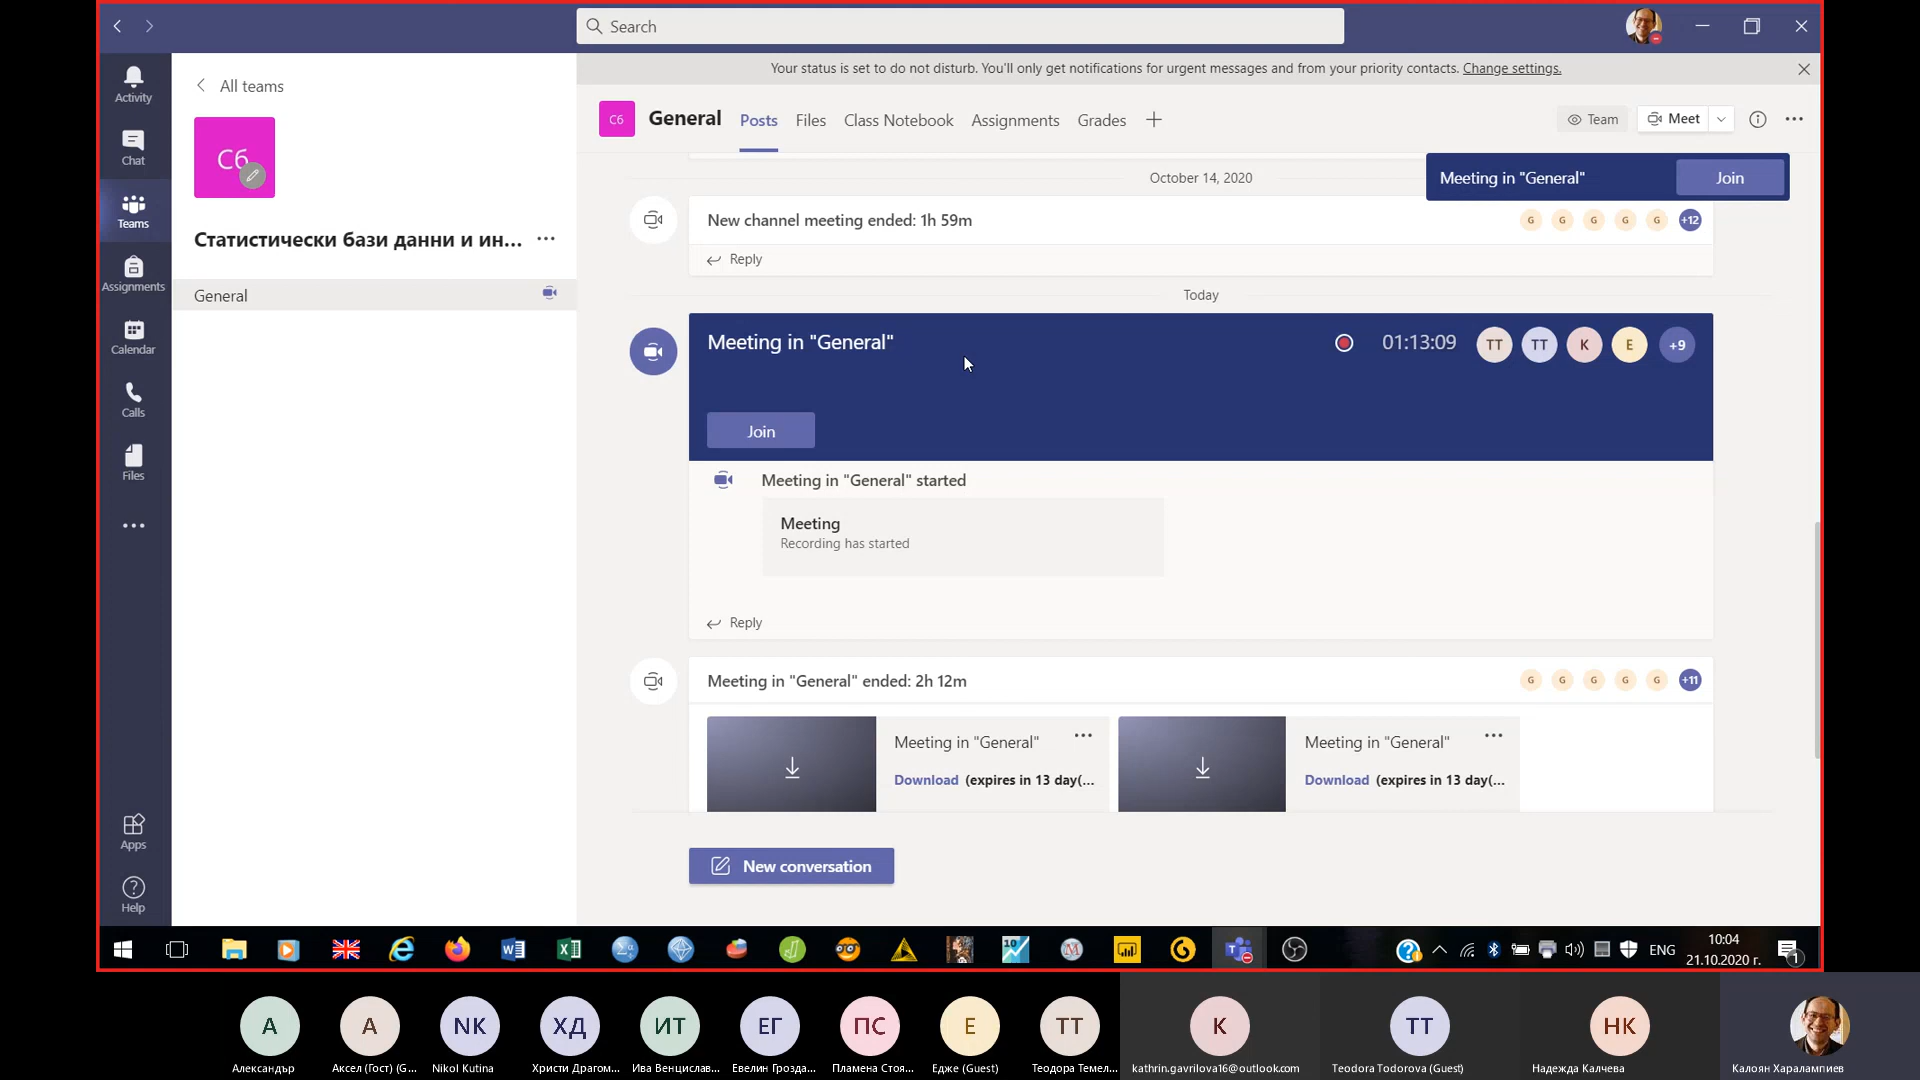 Search
Your status is set to do not disturb. You'll only get notifications for urgent messages and from your priority contacts. Change settings.
Activity
Chat
Teams
Assignments
Calendar
Calls
Files
Apps
Help
All teams
Сб
Статистически бази данни и ин...
General
Сб
General
Posts
Files
Class Notebook
Assignments
Grades
Team
Meet
October 14, 2020
Meeting in "General"
Join
New channel meeting ended: 1h 59m
G G G G G +12
Reply
Today
Meeting in "General"
01:13:09
TT TT K E +9
Join
Meeting in "General" started
Meeting
Recording has started
Reply
Meeting in "General" ended: 2h 12m
G G G G G +11
Meeting in "General"
Download (expires in 13 day(...
Meeting in "General"
Download (expires in 13 day(...
New conversation
ENG
10:04
21.10.2020 г.
1
А
Александър
А
Аксел (Гост) (G...
NK
Nikol Kutina
ХД
Христи Драгом...
ИТ
Ива Венцислав...
ЕГ
Евелин Грозда...
ПС
Пламена Стоя...
Е
Едже (Guest)
ТТ
Теодора Темел...
K
kathrin.gavrilova16@outlook.com
TT
Teodora Todorova (Guest)
НК
Надежда Калчева
Калоян Харалампиев